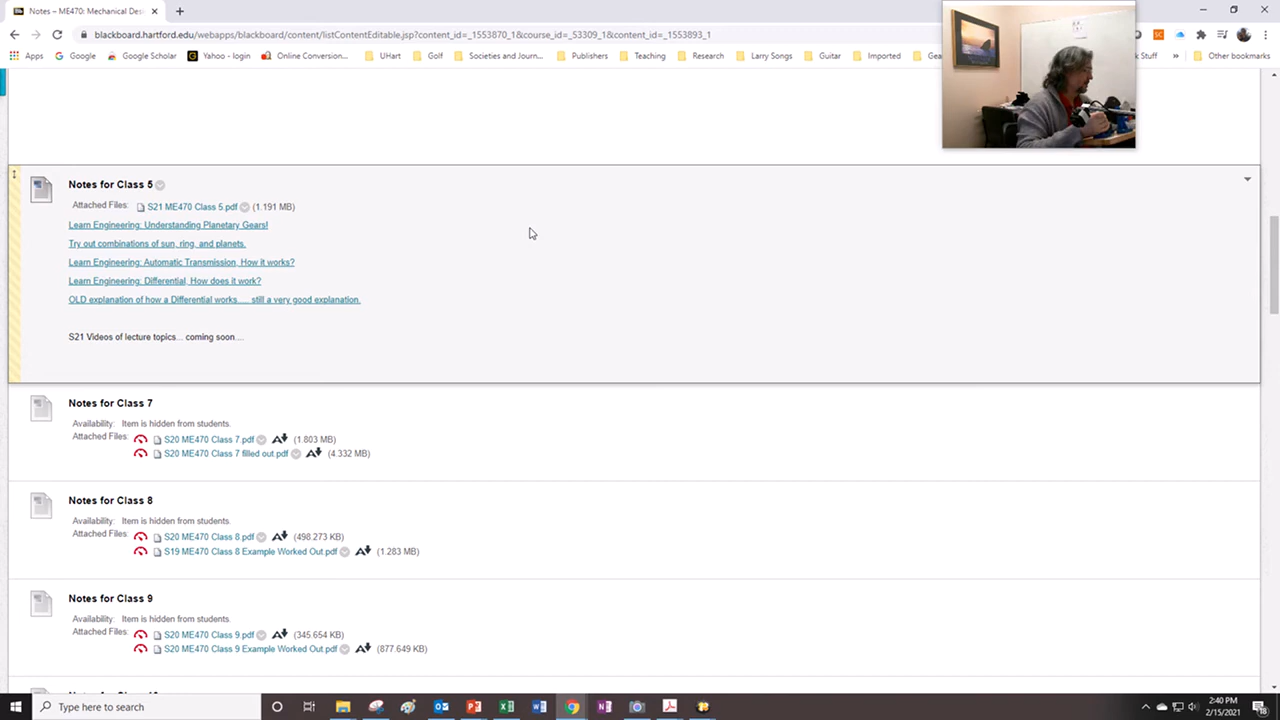 Notes – ME470: Mechanical Des
blackboard.hartford.edu/webapps/blackboard/content/listContentEditable.jsp?content_id=_1553870_1&course_id=_53309_1&content_id=_1553893_1
Apps Google Google Scholar Yahoo - login Online Conversion... UHart Golf Societies and Journ... Publishers Teaching Research Larry Songs Guitar Imported k Stuff » Other bookmarks
Notes for Class 5
Attached Files: S21 ME470 Class 5.pdf (1.191 MB)
Learn Engineering: Understanding Planetary Gears!
Try out combinations of sun, ring, and planets.
Learn Engineering: Automatic Transmission, How it works?
Learn Engineering: Differential, How does it work?
OLD explanation of how a Differential works..... still a very good explanation.
S21 Videos of lecture topics... coming soon....
Notes for Class 7
Availability: Item is hidden from students.
Attached Files: S20 ME470 Class 7.pdf (1.803 MB)
S20 ME470 Class 7 filled out.pdf (4.332 MB)
Notes for Class 8
Availability: Item is hidden from students.
Attached Files: S20 ME470 Class 8.pdf (498.273 KB)
S19 ME470 Class 8 Example Worked Out.pdf (1.283 MB)
Notes for Class 9
Availability: Item is hidden from students.
Attached Files: S20 ME470 Class 9.pdf (345.654 KB)
S20 ME470 Class 9 Example Worked Out.pdf (877.649 KB)
Type here to search
2:40 PM
2/15/2021